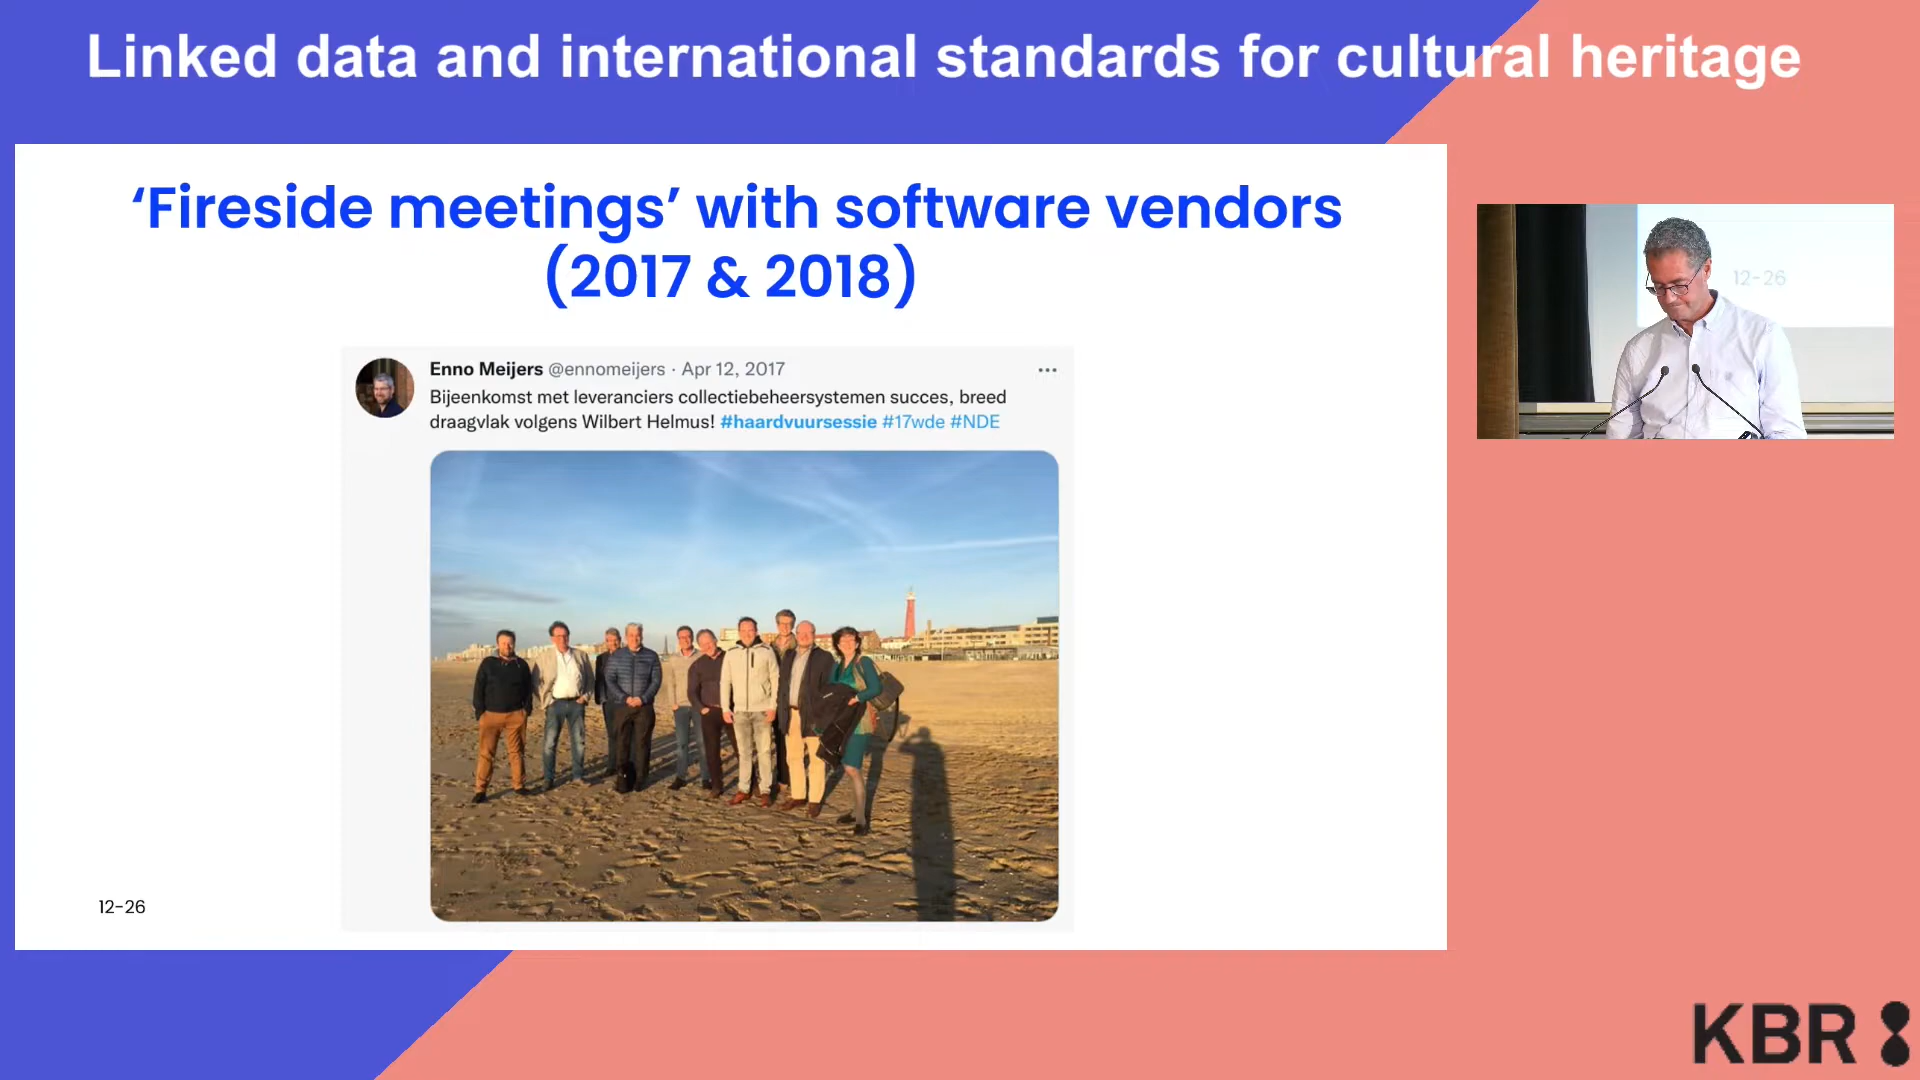 Linked data and international standards for cultural heritage
‘Fireside meetings’ with software vendors
(2017 & 2018)
Enno Meijers @ennomeijers · Apr 12, 2017
Bijeenkomst met leveranciers collectiebeheersystemen succes, breed
draagvlak volgens Wilbert Helmus! #haardvuursessie #17wde #NDE
12-26
12-26
KBR